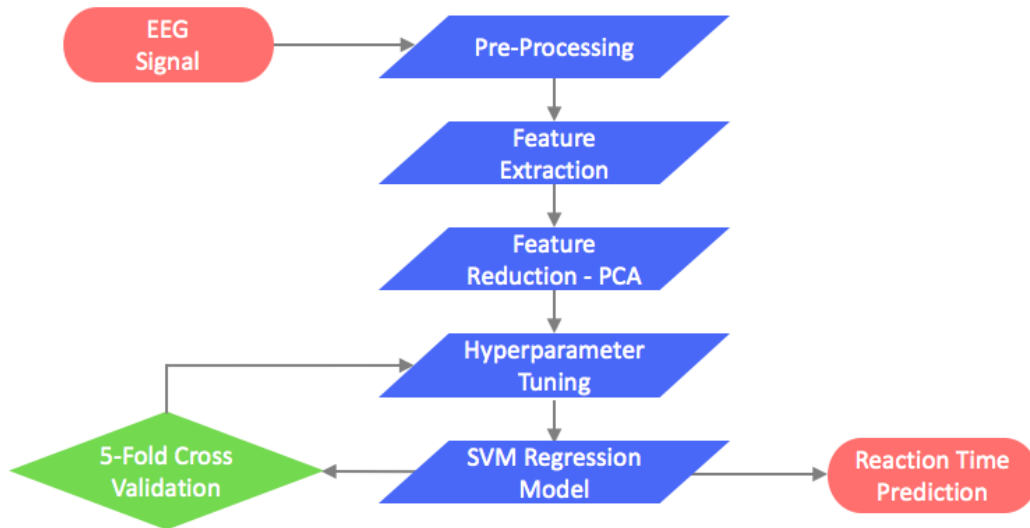 EEG
Signal
Pre-Processing
Feature
Extraction
Feature
Reduction - PCA
Hyperparameter
Tuning
5-Fold Cross
Validation
SVM Regression
Model
Reaction Time
Prediction